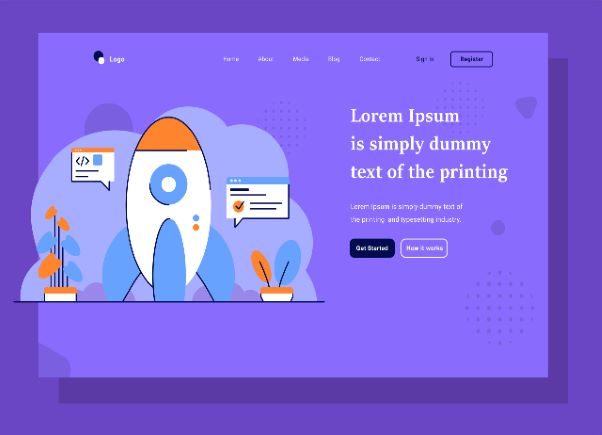 Logo
Home About Media Blog Contact Sign In Register
</>
Lorem Ipsum
is simply dummy
text of the printing
Lorem Ipsum is simply dummy text of
the printing and typesetting industry.
Get Started How it works